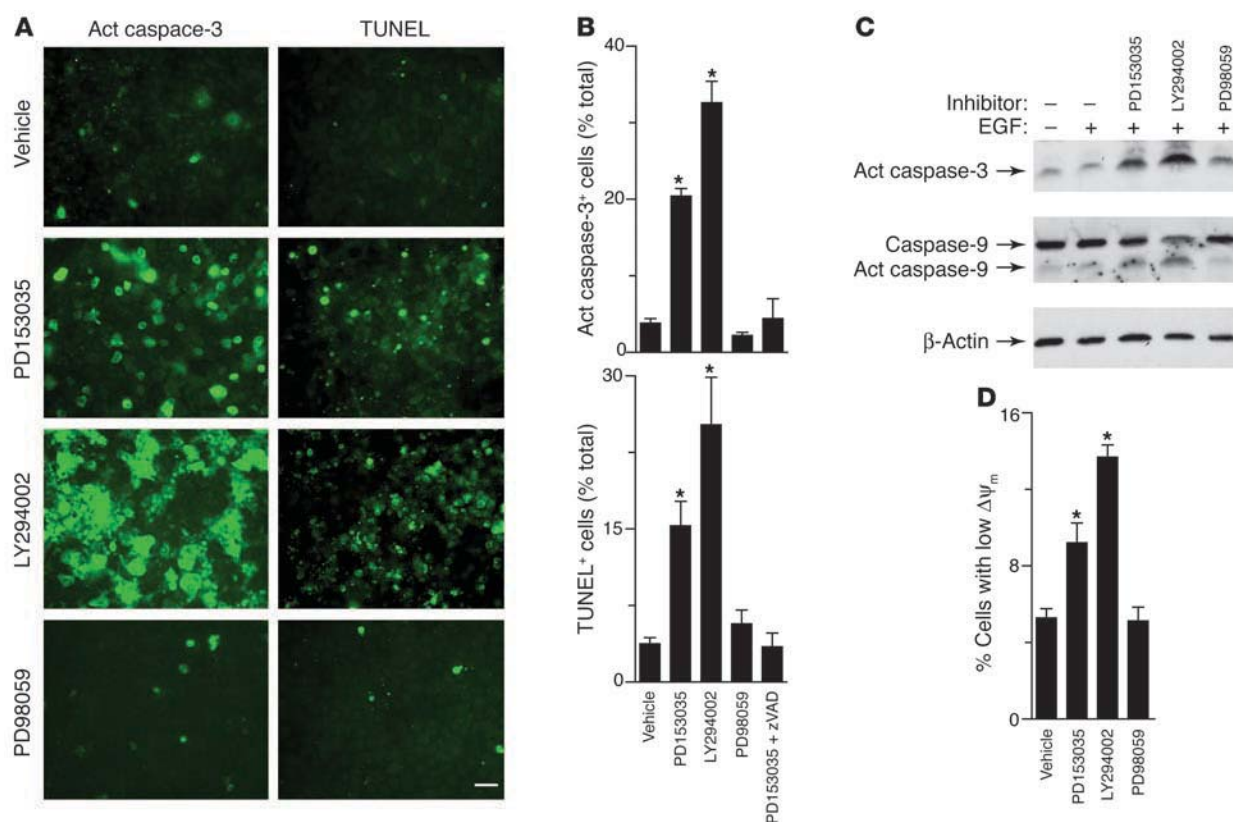 A
Act caspace-3
TUNEL
Vehicle
PD153035
LY294002
PD98059
B
Act caspase-3⁺ cells (% total)
40
20
0
*
*
TUNEL⁺ cells (% total)
30
15
0
*
*
Vehicle
PD153035
LY294002
PD98059
PD153035 + zVAD
C
PD153035
LY294002
PD98059
Inhibitor: – –
EGF: – + + + +
Act caspase-3
Caspase-9
Act caspase-9
β-Actin
D
% Cells with low Δψm
16
8
0
*
*
Vehicle
PD153035
LY294002
PD98059